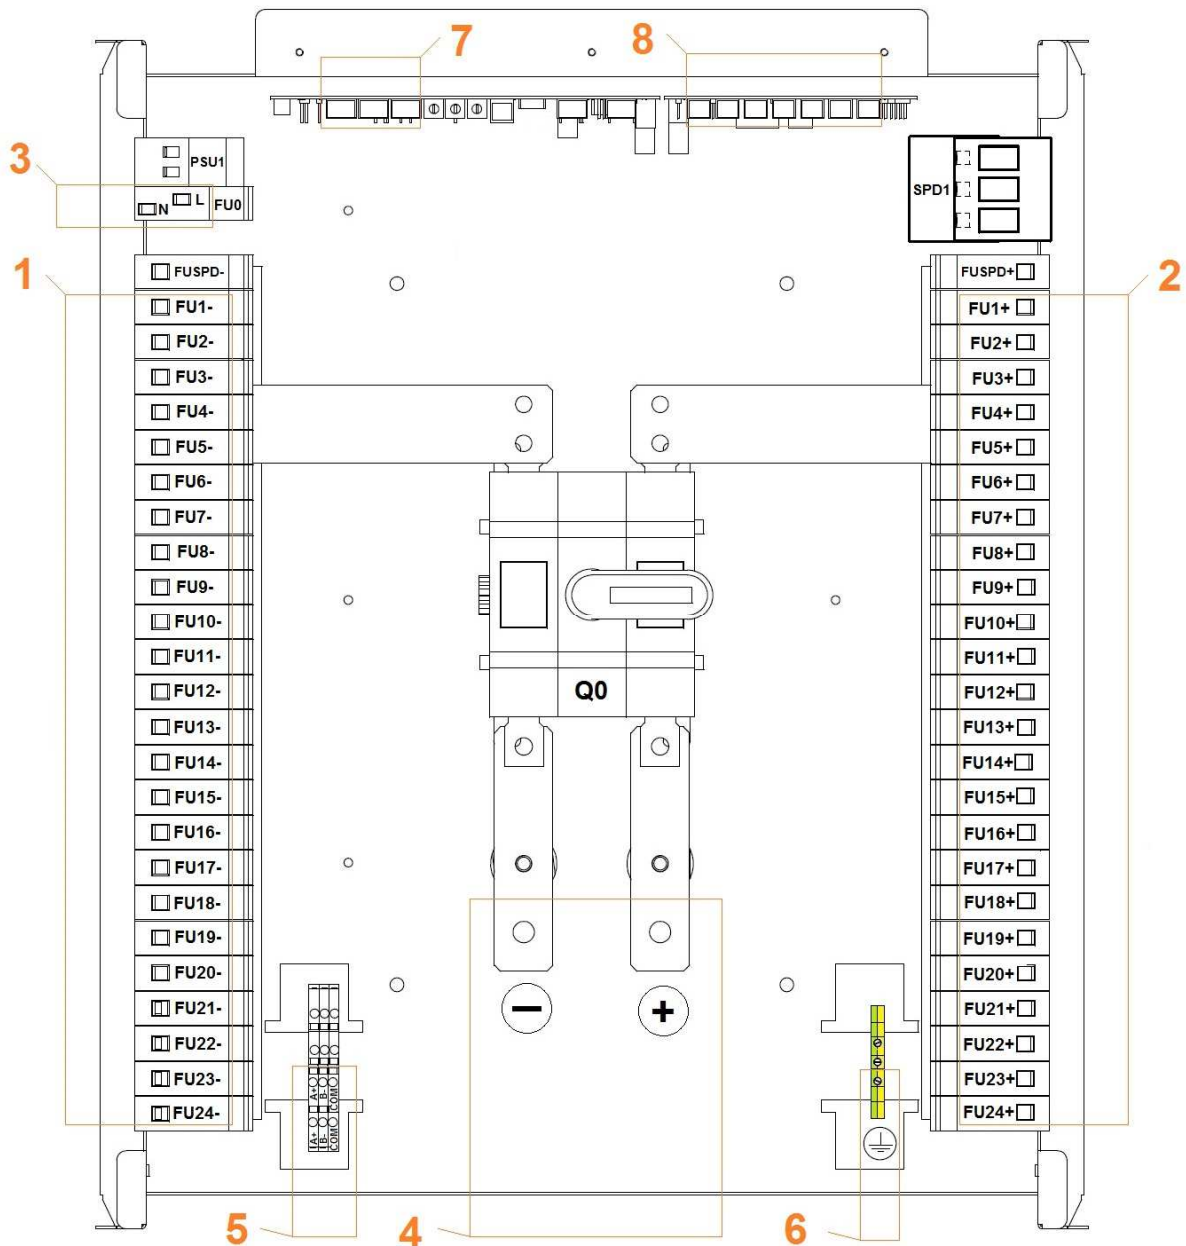 7 8
3 PSU1
N L FU0
SPD1
1 2
FUSPD- FUSPD+
FU1- FU1+
FU2- FU2+
FU3- FU3+
FU4- FU4+
FU5- FU5+
FU6- FU6+
FU7- FU7+
FU8- FU8+
FU9- FU9+
FU10- FU10+
FU11- FU11+
FU12- Q0 FU12+
FU13- FU13+
FU14- FU14+
FU15- FU15+
FU16- FU16+
FU17- FU17+
FU18- FU18+
FU19- FU19+
FU20- FU20+
FU21- − + FU21+
FU22- FU22+
FU23- A+ B- COM FU23+
FU24- A+ B- COM FU24+
5 4 6